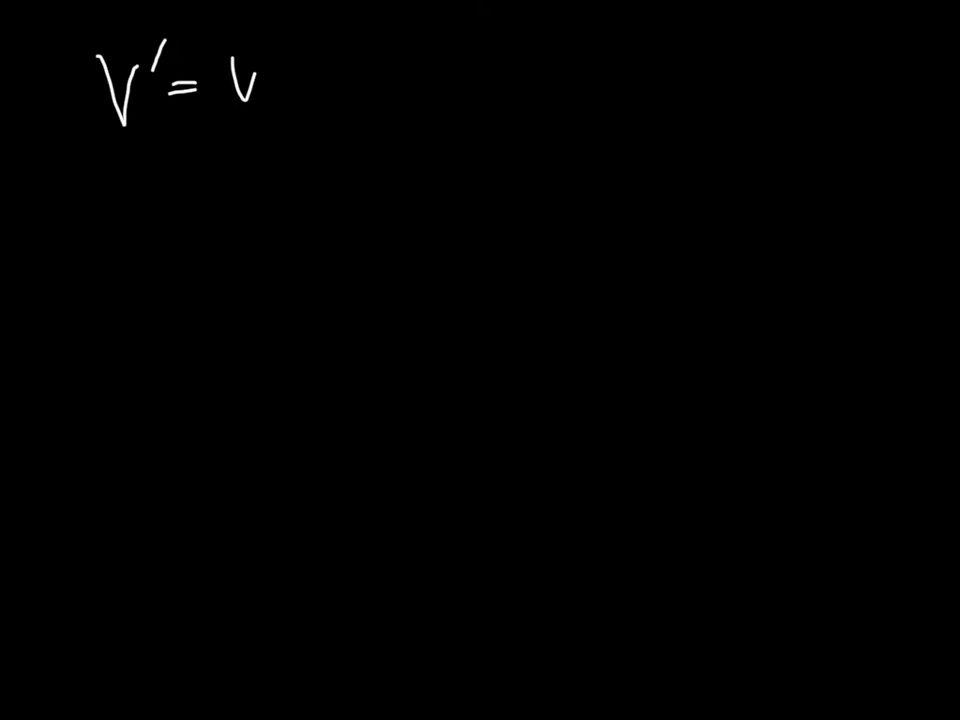 V' = v